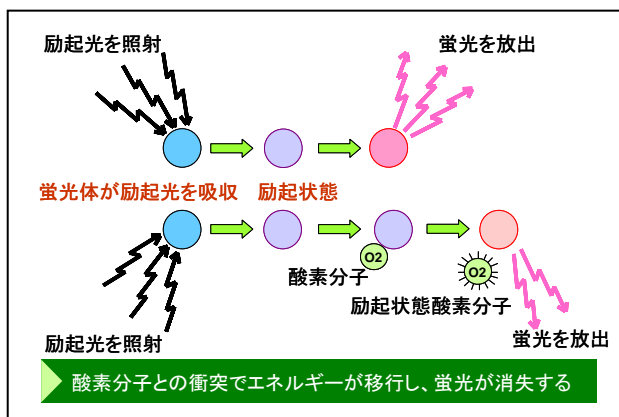 励起光を照射
蛍光を放出
蛍光体が励起光を吸収 励起状態
O2
酸素分子
O2
励起状態酸素分子
励起光を照射
蛍光を放出
酸素分子との衝突でエネルギーが移行し、蛍光が消失する